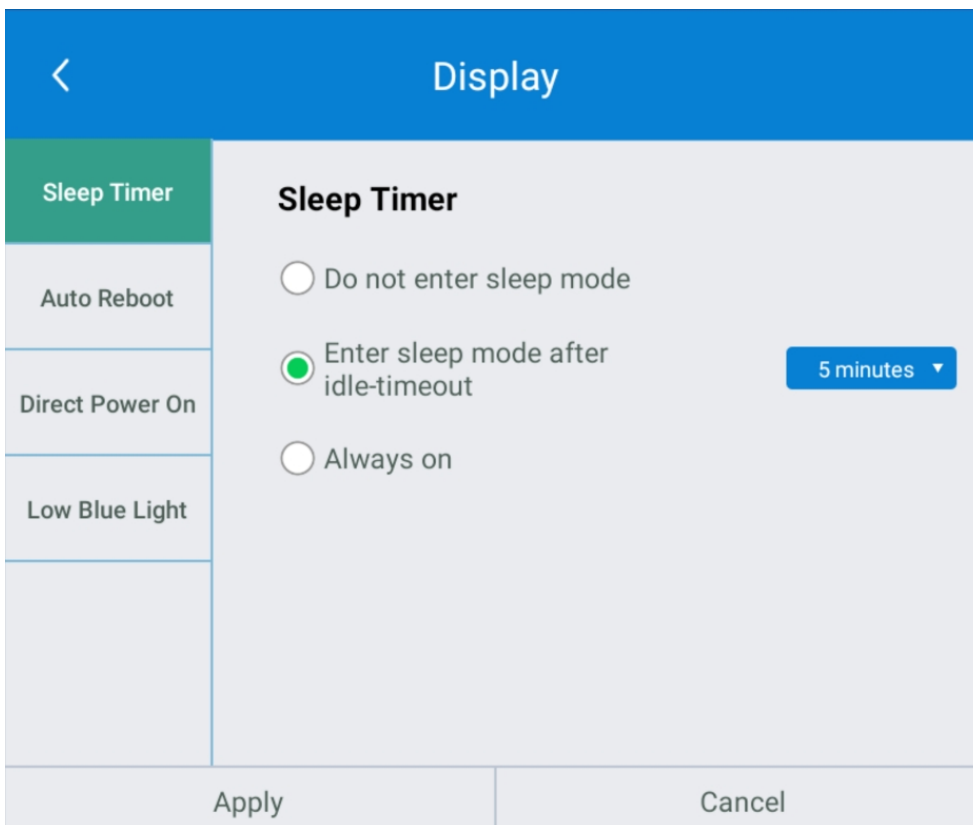 Display
Sleep Timer
Auto Reboot
Direct Power On
Low Blue Light
Sleep Timer
Do not enter sleep mode
Enter sleep mode after
idle-timeout
5 minutes
Always on
Apply
Cancel